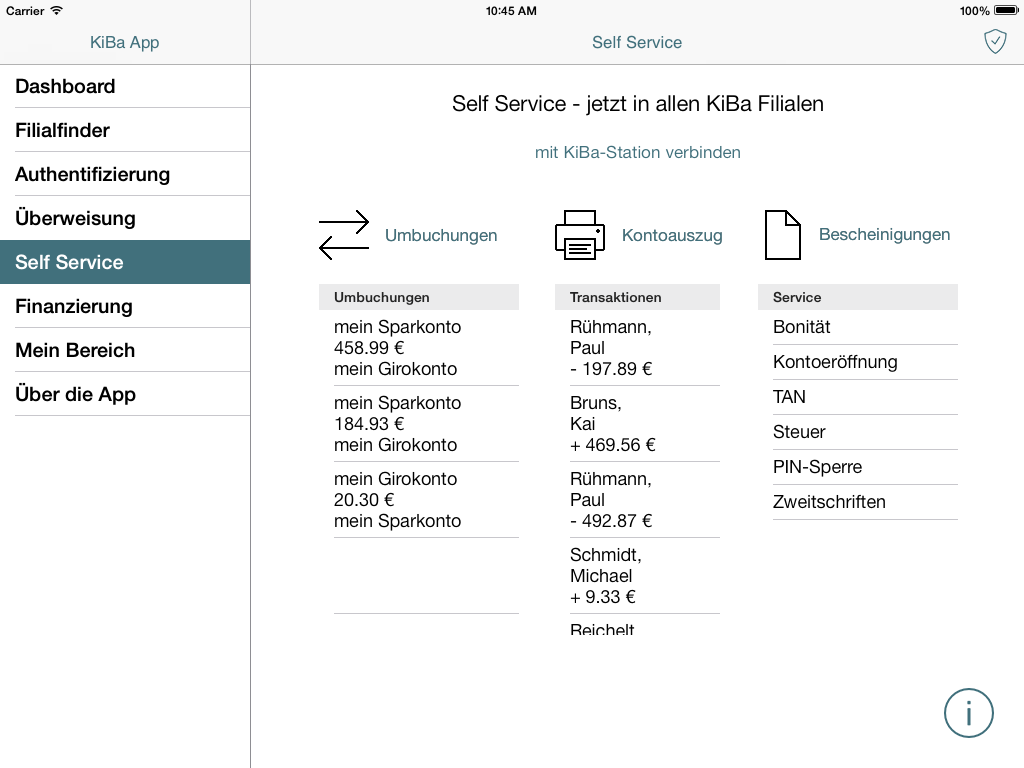 Carrier 10:45 AM 100%
KiBa App
Self Service
Dashboard
Filialfinder
Authentifizierung
Überweisung
Self Service
Finanzierung
Mein Bereich
Über die App
Self Service - jetzt in allen KiBa Filialen
mit KiBa-Station verbinden
Umbuchungen
Kontoauszug
Bescheinigungen
Umbuchungen
mein Sparkonto
458.99 €
mein Girokonto
mein Sparkonto
184.93 €
mein Girokonto
mein Girokonto
20.30 €
mein Sparkonto
Transaktionen
Rühmann,
Paul
- 197.89 €
Bruns,
Kai
+ 469.56 €
Rühmann,
Paul
- 492.87 €
Schmidt,
Michael
+ 9.33 €
Reichelt
Service
Bonität
Kontoeröffnung
TAN
Steuer
PIN-Sperre
Zweitschriften
i